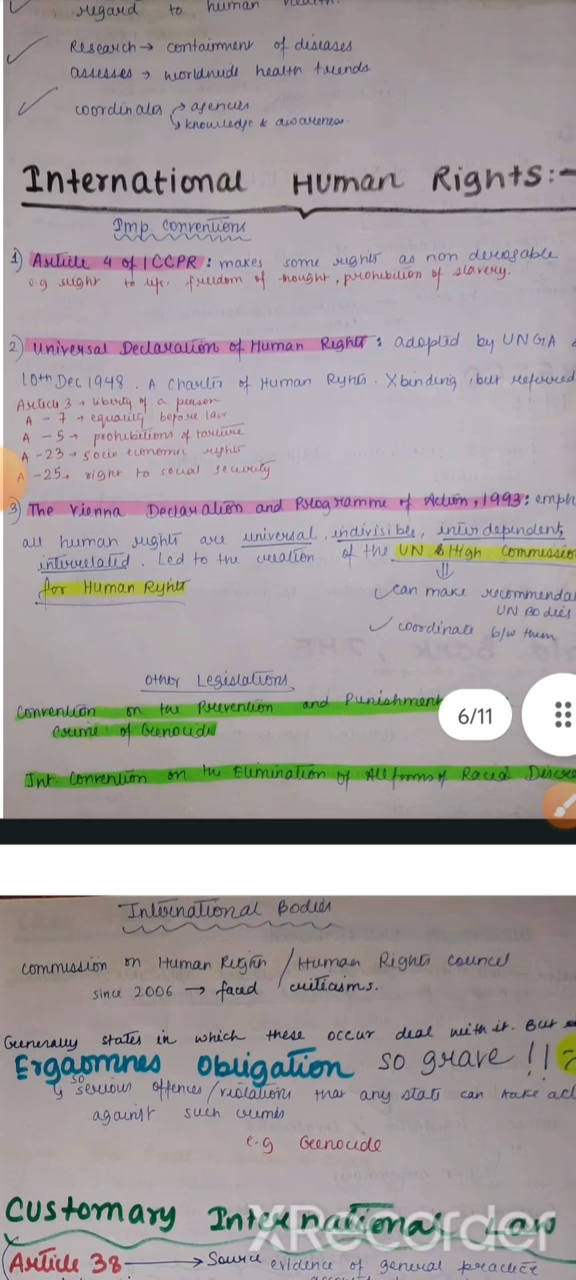 regard to human health.
Research → containment of diseases
assesses → worldwide health trends
coordinates → agencies
↳ knowledge & awareness.
International Human Rights:-
Imp. Conventions
1) Article 4 of ICCPR : makes some rights as non derogable
e.g right to life, freedom of thought, prohibition of slavery.
2) Universal Declaration of Human Rights : adopted by UNGA
10th Dec 1948. A Charter of Human Rights. X binding, but referred
Article 3 → liberty of a person
A - 7 → equality before law
A - 5 → prohibitions of torture
A - 23 → socio economic rights
A - 25. right to social security
3) The Vienna Declaration and Programme of Action, 1993: emph
all human rights are universal, indivisible, interdependent,
interrelated. Led to the creation of the UN High Commissio
for Human Rights
can make recommenda
UN Bodies
coordinate b/w them
Other Legislations
Convention on the Prevention and Punishment
Crime of Genocide
6/11
Int. Convention on the Elimination of All forms of Racial Discr
International Bodies
Commission on Human Rights / Human Rights Council
since 2006 → faced criticisms.
Generally states in which these occur deal with it. But
Ergaomnes Obligation so grave !!
↳ so serious offences/violations that any state can take act
against such crimes
e.g Genocide
Customary International Law
XRecorder
Article 38 → Source evidence of general practice